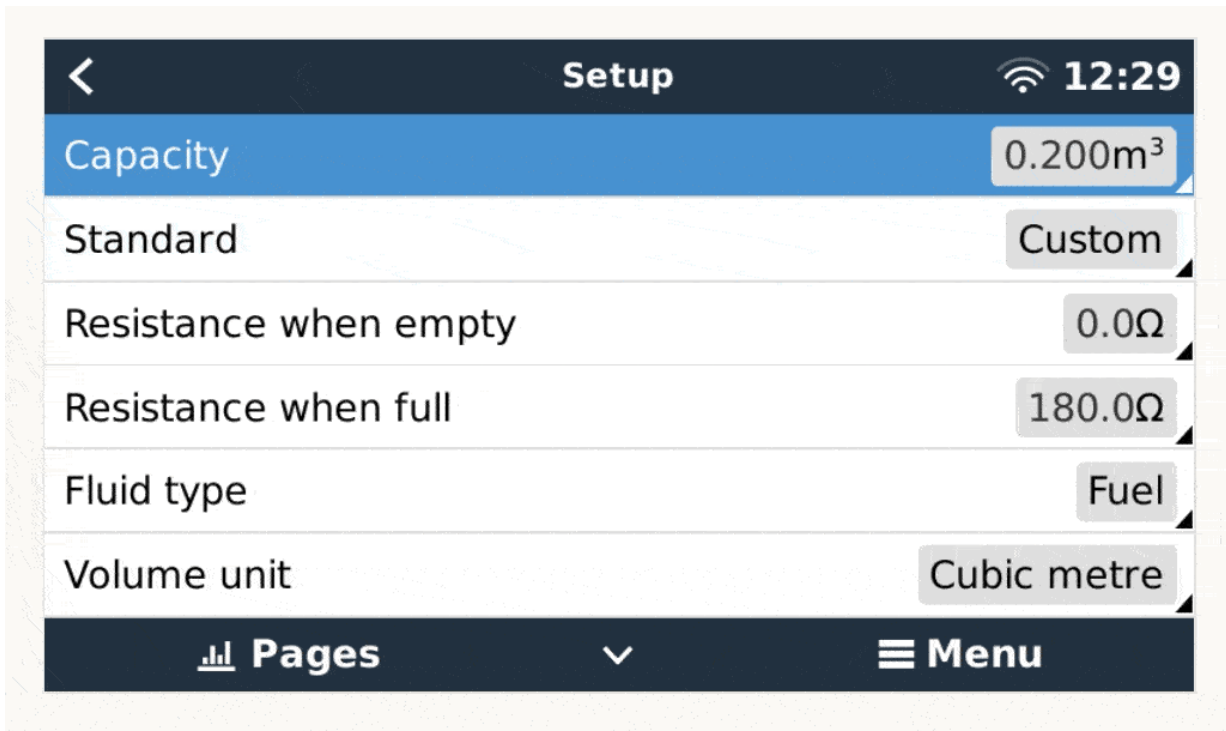 Setup 12:29
Capacity 0.200m³
Standard Custom
Resistance when empty 0.0Ω
Resistance when full 180.0Ω
Fluid type Fuel
Volume unit Cubic metre
Pages Menu